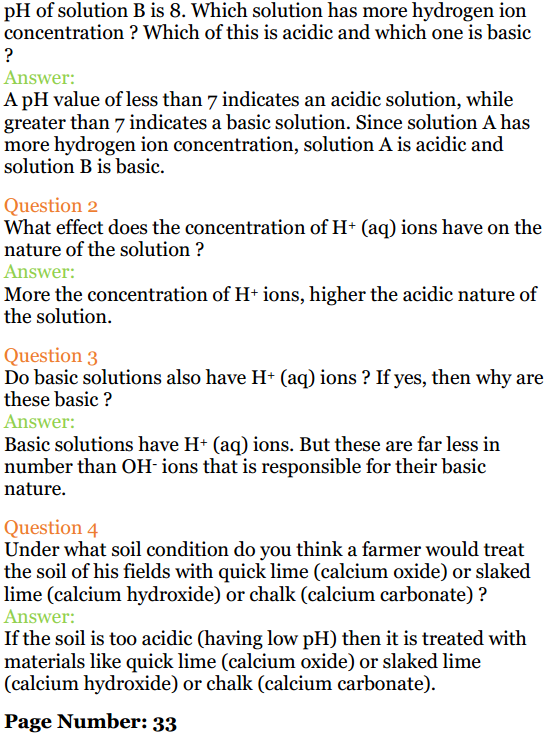 pH of solution B is 8. Which solution has more hydrogen ion
concentration ? Which of this is acidic and which one is basic
?
Answer:
A pH value of less than 7 indicates an acidic solution, while
greater than 7 indicates a basic solution. Since solution A has
more hydrogen ion concentration, solution A is acidic and
solution B is basic.
Question 2
What effect does the concentration of H⁺ (aq) ions have on the
nature of the solution ?
Answer:
More the concentration of H⁺ ions, higher the acidic nature of
the solution.
Question 3
Do basic solutions also have H⁺ (aq) ions ? If yes, then why are
these basic ?
Answer:
Basic solutions have H⁺ (aq) ions. But these are far less in
number than OH⁻ ions that is responsible for their basic
nature.
Question 4
Under what soil condition do you think a farmer would treat
the soil of his fields with quick lime (calcium oxide) or slaked
lime (calcium hydroxide) or chalk (calcium carbonate) ?
Answer:
If the soil is too acidic (having low pH) then it is treated with
materials like quick lime (calcium oxide) or slaked lime
(calcium hydroxide) or chalk (calcium carbonate).
Page Number: 33